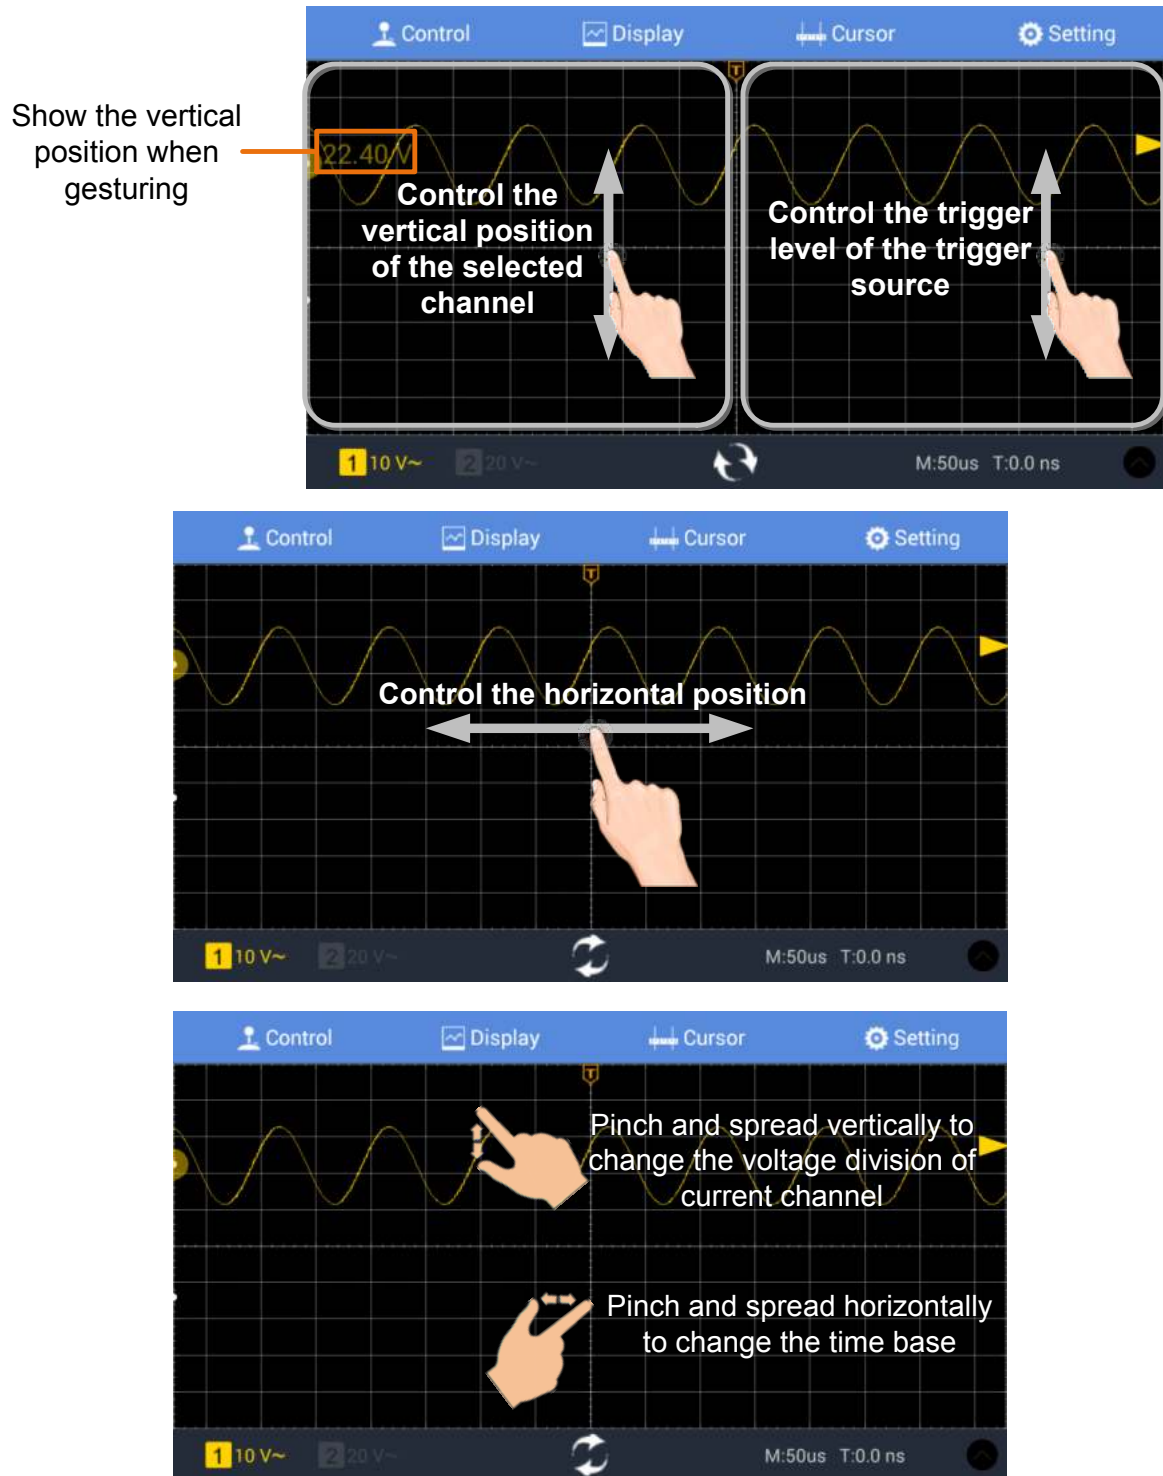 Control Display Cursor Setting
T
Show the vertical
position when
gesturing
22.40 V
Control the
vertical position
of the selected
channel
Control the trigger
level of the trigger
source
1 10 V~ 2 20 V~ M:50us T:0.0 ns
Control Display Cursor Setting
T
Control the horizontal position
1 10 V~ 2 20 V~ M:50us T:0.0 ns
Control Display Cursor Setting
T
Pinch and spread vertically to
change the voltage division of
current channel
Pinch and spread horizontally
to change the time base
1 10 V~ 2 20 V~ M:50us T:0.0 ns